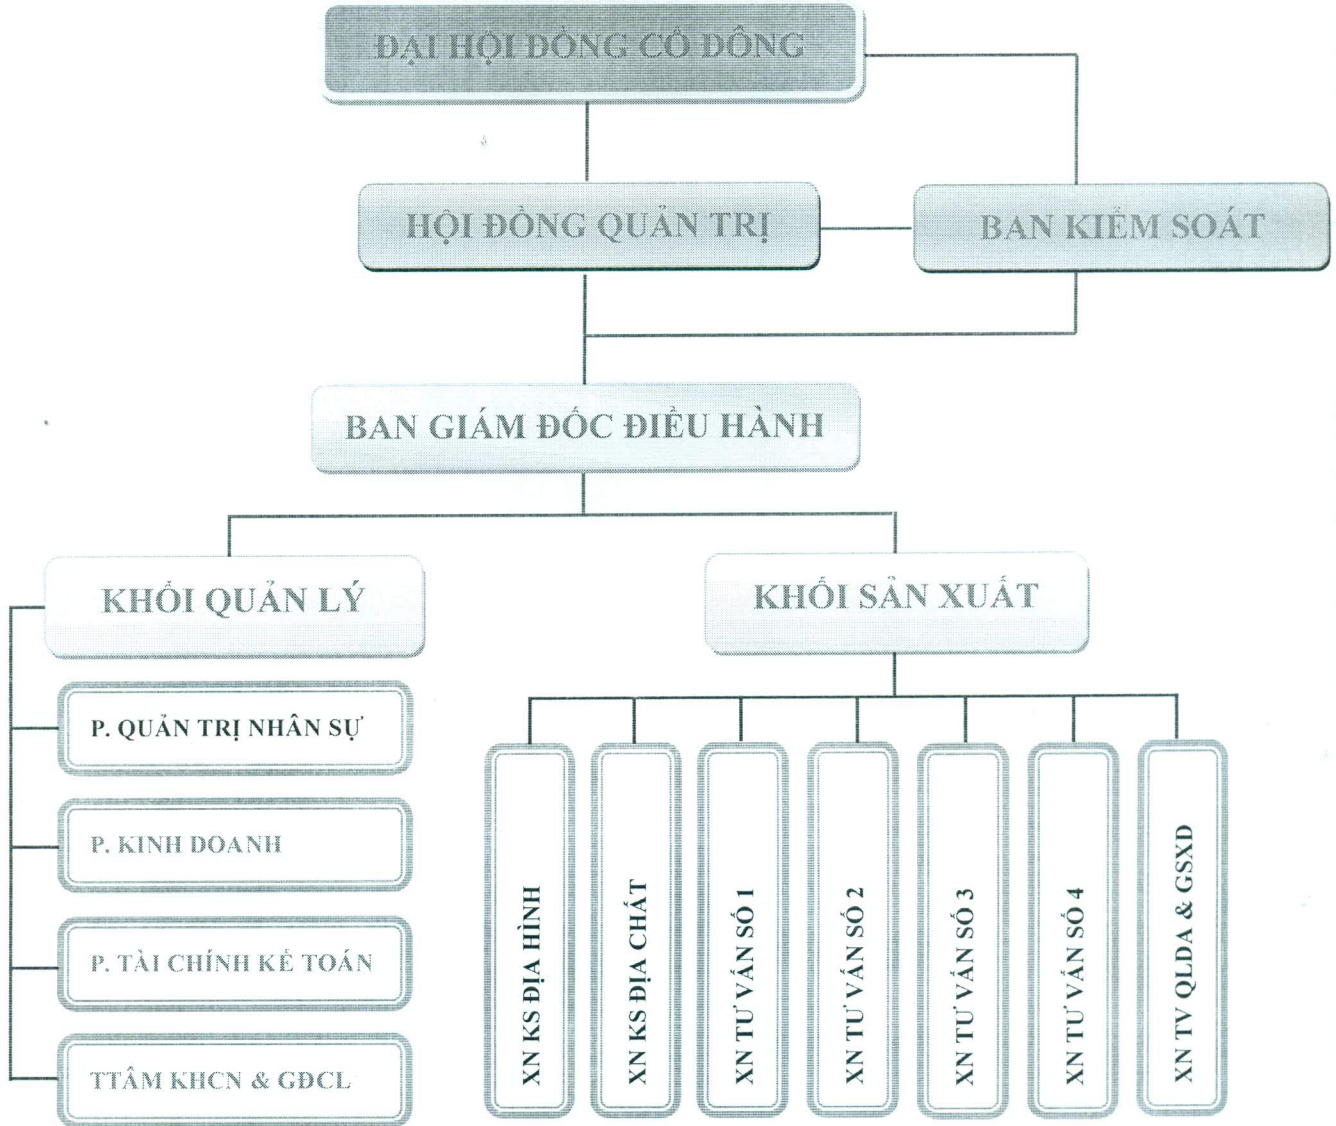 ĐẠI HỘI ĐỒNG CỔ ĐÔNG
HỘI ĐỒNG QUẢN TRỊ
BAN KIỂM SOÁT
BAN GIÁM ĐỐC ĐIỀU HÀNH
KHỐI QUẢN LÝ
KHỐI SẢN XUẤT
P. QUẢN TRỊ NHÂN SỰ
P. KINH DOANH
P. TÀI CHÍNH KẾ TOÁN
TTÂM KHCN & GĐCL
XN KS ĐỊA HÌNH
XN KS ĐỊA CHẤT
XN TƯ VẤN SỐ 1
XN TƯ VẤN SỐ 2
XN TƯ VẤN SỐ 3
XN TƯ VẤN SỐ 4
XN TV QLDA & GSXD